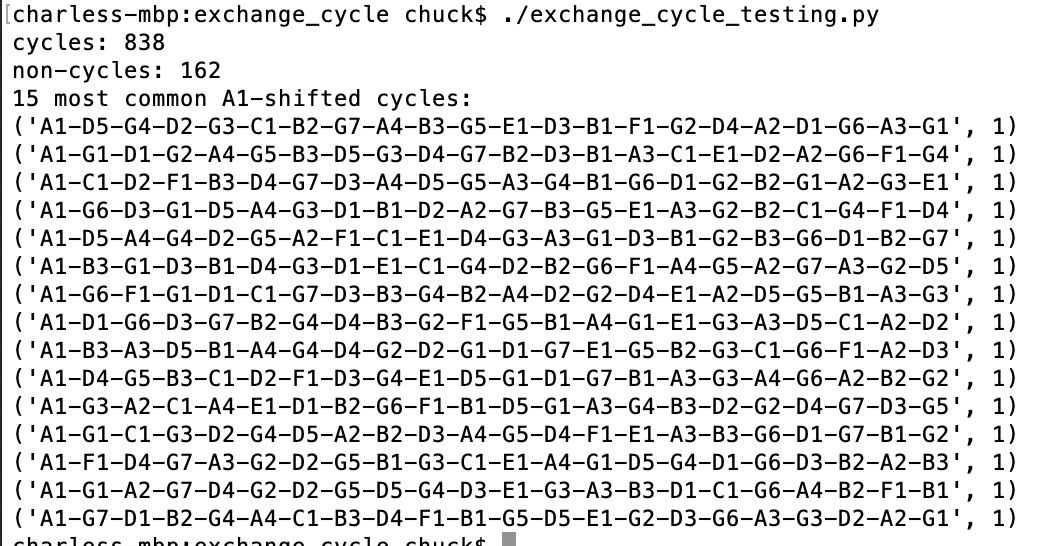 [charless-mbp:exchange_cycle chuck$ ./exchange_cycle_testing.py
cycles: 838
non-cycles: 162
15 most common A1-shifted cycles:
('A1-D5-G4-D2-G3-C1-B2-G7-A4-B3-G5-E1-D3-B1-F1-G2-D4-A2-D1-G6-A3-G1', 1)
('A1-G1-D1-G2-A4-G5-B3-D5-G3-D4-G7-B2-D3-B1-A3-C1-E1-D2-A2-G6-F1-G4', 1)
('A1-C1-D2-F1-B3-D4-G7-D3-A4-D5-G5-A3-G4-B1-G6-D1-G2-B2-G1-A2-G3-E1', 1)
('A1-G6-D3-G1-D5-A4-G3-D1-B1-D2-A2-G7-B3-G5-E1-A3-G2-B2-C1-G4-F1-D4', 1)
('A1-D5-A4-G4-D2-G5-A2-F1-C1-E1-D4-G3-A3-G1-D3-B1-G2-B3-G6-D1-B2-G7', 1)
('A1-B3-G1-D3-B1-D4-G3-D1-E1-C1-G4-D2-B2-G6-F1-A4-G5-A2-G7-A3-G2-D5', 1)
('A1-G6-F1-G1-D1-C1-G7-D3-B3-G4-B2-A4-D2-G2-D4-E1-A2-D5-G5-B1-A3-G3', 1)
('A1-D1-G6-D3-G7-B2-G4-D4-B3-G2-F1-G5-B1-A4-G1-E1-G3-A3-D5-C1-A2-D2', 1)
('A1-B3-A3-D5-B1-A4-G4-D4-G2-D2-G1-D1-G7-E1-G5-B2-G3-C1-G6-F1-A2-D3', 1)
('A1-D4-G5-B3-C1-D2-F1-D3-G4-E1-D5-G1-D1-G7-B1-A3-G3-A4-G6-A2-B2-G2', 1)
('A1-G3-A2-C1-A4-E1-D1-B2-G6-F1-B1-D5-G1-A3-G4-B3-D2-G2-D4-G7-D3-G5', 1)
('A1-G1-C1-G3-D2-G4-D5-A2-B2-D3-A4-G5-D4-F1-E1-A3-B3-G6-D1-G7-B1-G2', 1)
('A1-F1-D4-G7-A3-G2-D2-G5-B1-G3-C1-E1-A4-G1-D5-G4-D1-G6-D3-B2-A2-B3', 1)
('A1-G1-A2-G7-D4-G2-D2-G5-D5-G4-D3-E1-G3-A3-B3-D1-C1-G6-A4-B2-F1-B1', 1)
('A1-G7-D1-B2-G4-A4-C1-B3-D4-F1-B1-G5-D5-E1-G2-D3-G6-A3-G3-D2-A2-G1', 1)
charless-mbp:exchange_cycle chuck$